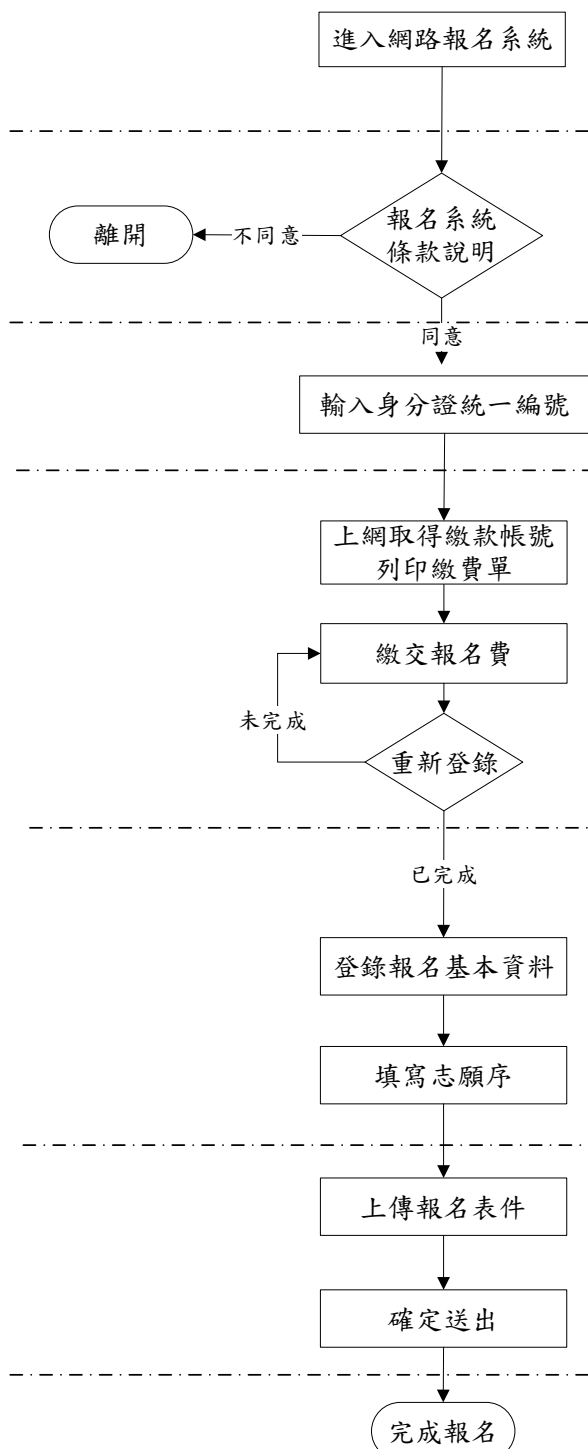 進入網路報名系統
報名系統
條款說明
不同意
離開
同意
輸入身分證統一編號
上網取得繳款帳號
列印繳費單
繳交報名費
未完成
重新登錄
已完成
登錄報名基本資料
填寫志願序
上傳報名表件
確定送出
完成報名